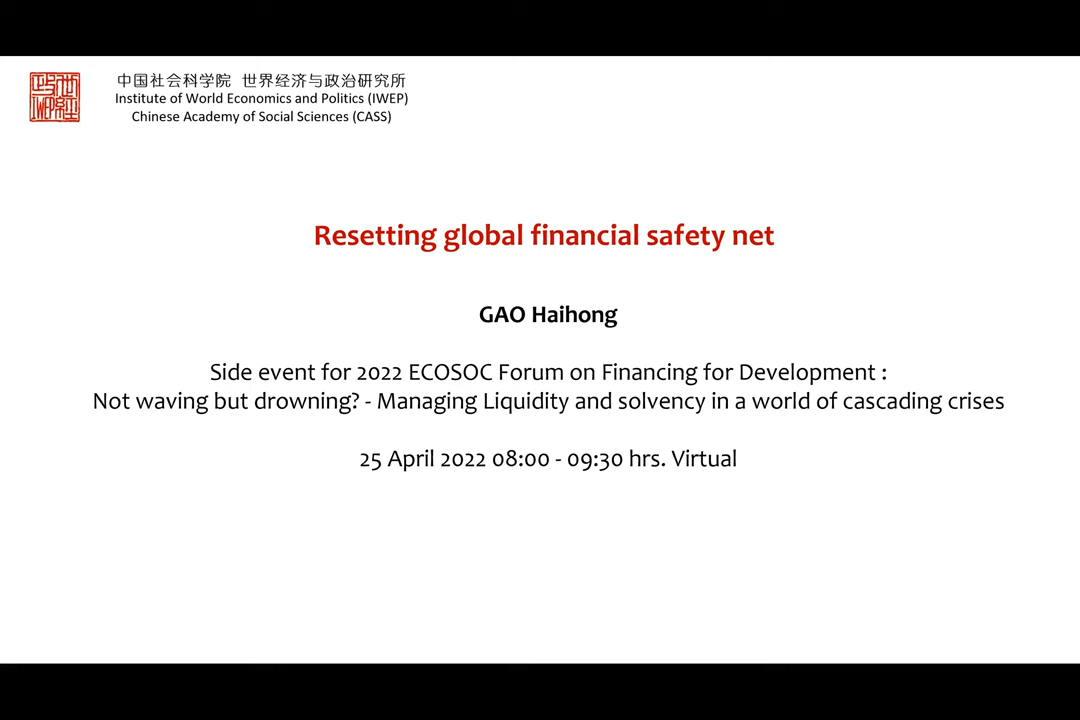 中国社会科学院 世界经济与政治研究所
Institute of World Economics and Politics (IWEP)
Chinese Academy of Social Sciences (CASS)
Resetting global financial safety net
GAO Haihong
Side event for 2022 ECOSOC Forum on Financing for Development :
Not waving but drowning? - Managing Liquidity and solvency in a world of cascading crises
25 April 2022 08:00 - 09:30 hrs. Virtual